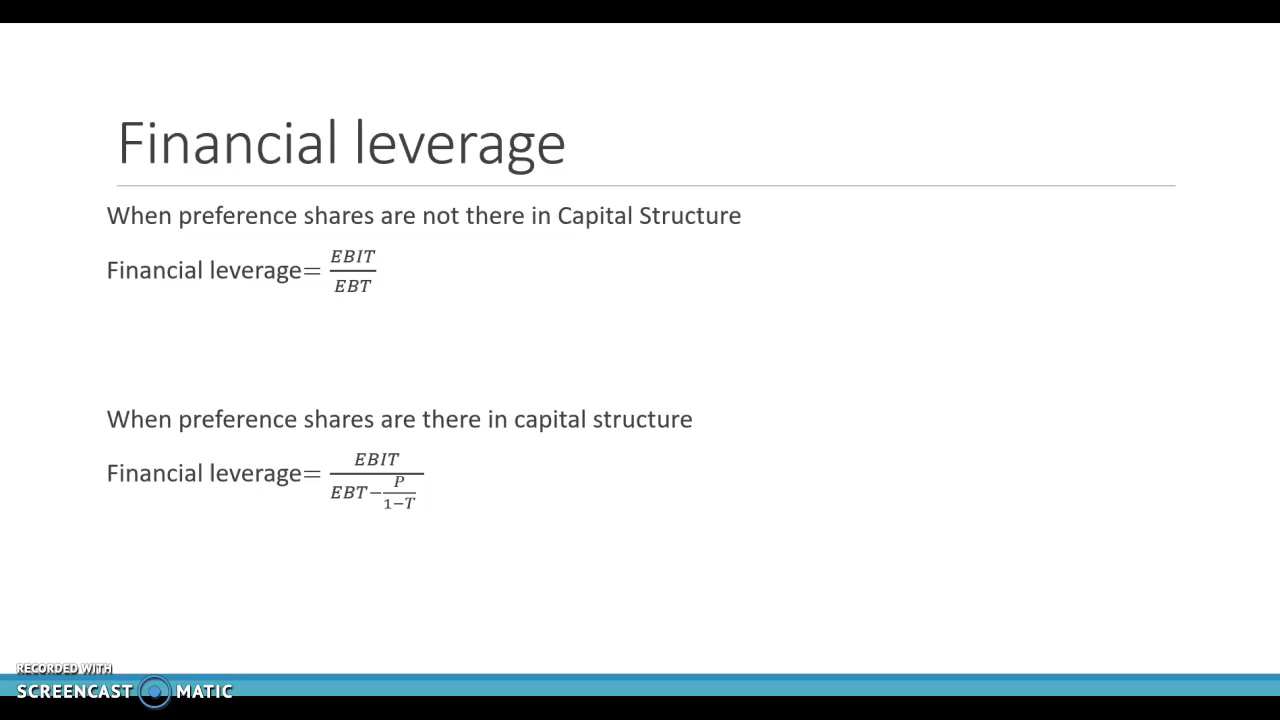 Financial leverage
When preference shares are not there in Capital Structure
Financial leverage= EBIT/EBT
When preference shares are there in capital structure
Financial leverage= EBIT/(EBT−P/(1−T))
RECORDED WITH
SCREENCAST MATIC